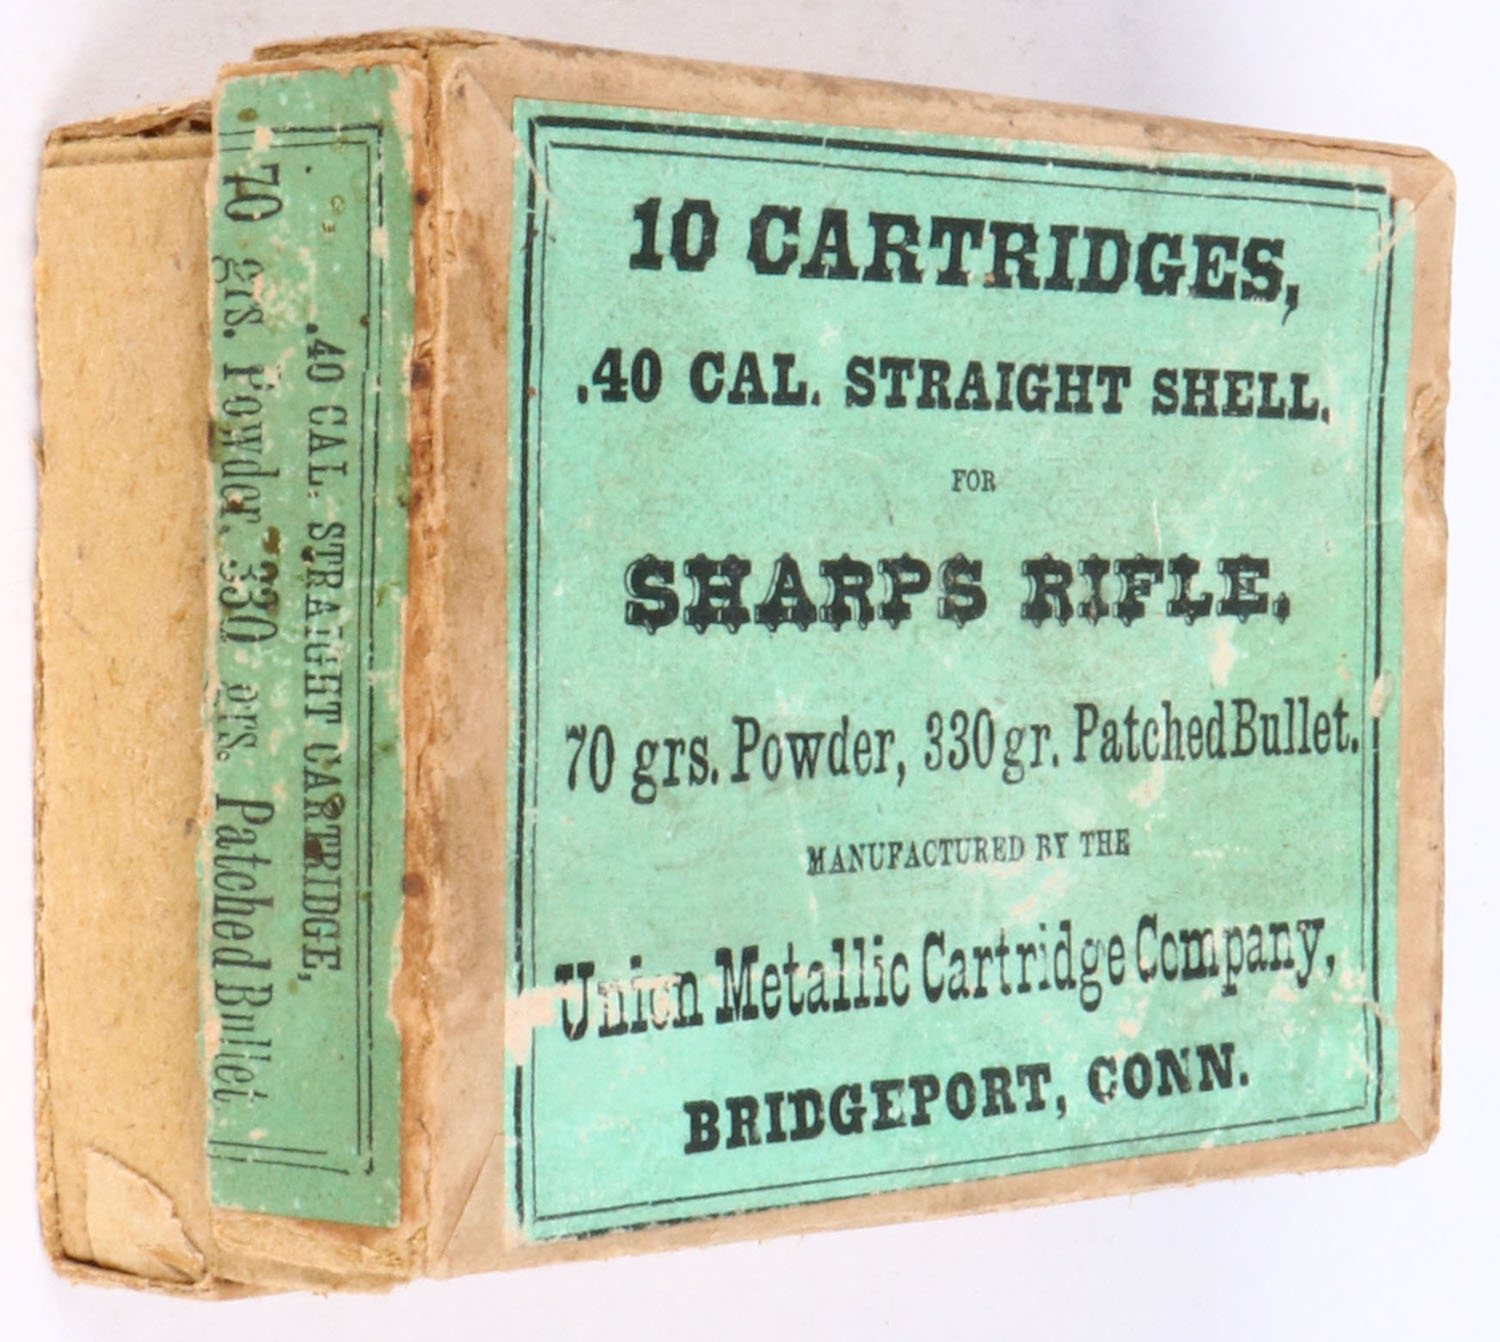 10 CARTRIDGES,
.40 CAL. STRAIGHT SHELL.
FOR
SHARPS RIFLE.
70 grs. Powder, 330 gr. Patched Bullet.
MANUFACTURED BY THE
Union Metallic Cartridge Company,
BRIDGEPORT, CONN.
.40 CAL. STRAIGHT CARTRIDGE,
70 grs. Powder, 330 grs. Patched Bullet